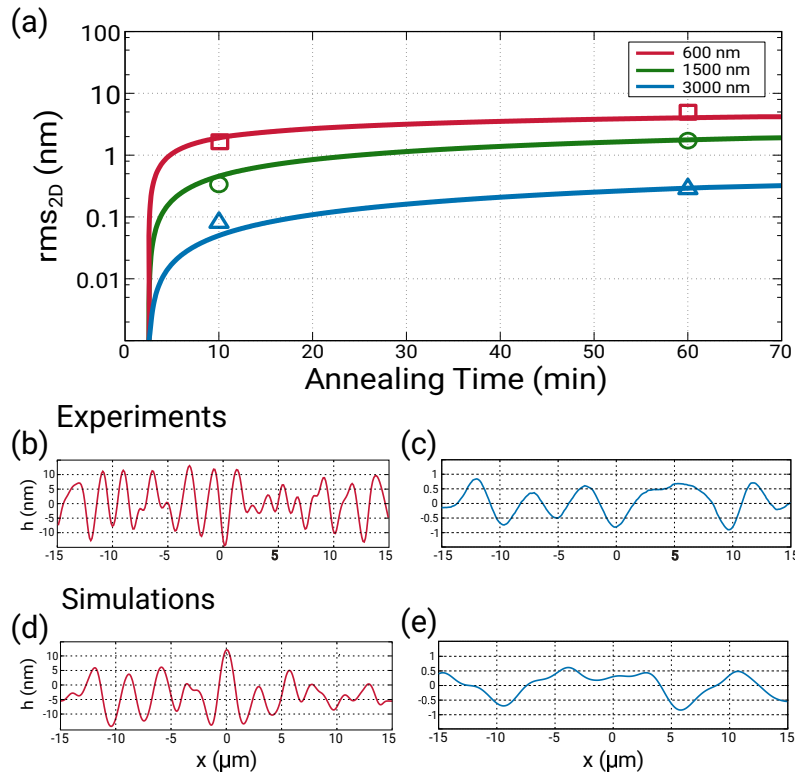 (a)
100
10
1
0.1
0.01
rms2D (nm)
600 nm
1500 nm
3000 nm
0 10 20 30 40 50 60 70
Annealing Time (min)
Experiments
(b)
10
5
0
-5
-10
h (nm)
-15 -10 -5 0 5 10 15
(c)
1
0.5
0
-0.5
-1
-15 -10 -5 0 5 10 15
Simulations
(d)
10
5
0
-5
-10
h (nm)
-15 -10 -5 0 5 10 15
x (µm)
(e)
1
0.5
0
-0.5
-1
-15 -10 -5 0 5 10 15
x (µm)